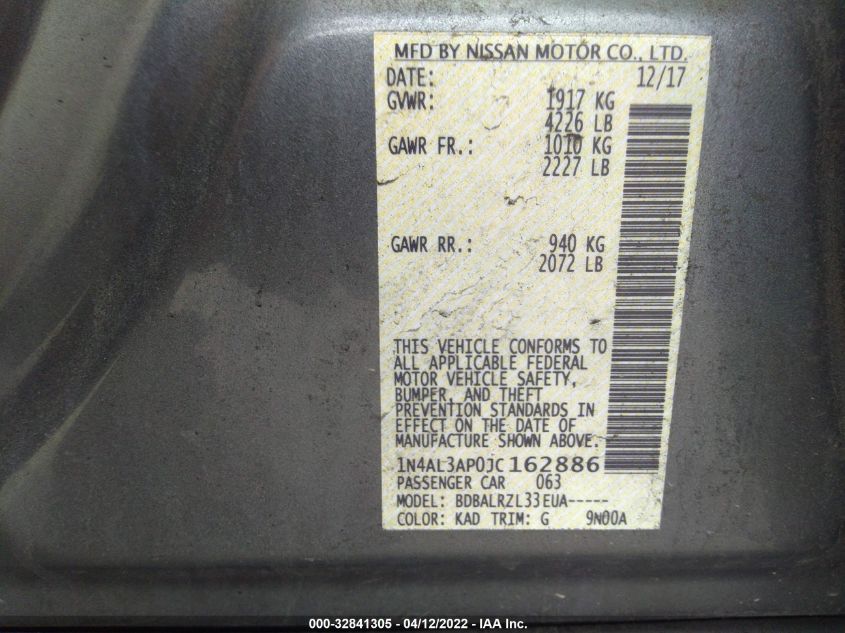 MFD BY NISSAN MOTOR CO., LTD.
DATE: 12/17
GVWR: 1917 KG
4226 LB
GAWR FR.: 1010 KG
2227 LB
GAWR RR.: 940 KG
2072 LB
THIS VEHICLE CONFORMS TO
ALL APPLICABLE FEDERAL
MOTOR VEHICLE SAFETY,
BUMPER, AND THEFT
PREVENTION STANDARDS IN
EFFECT ON THE DATE OF
MANUFACTURE SHOWN ABOVE.
1N4AL3AP0JC162886
PASSENGER CAR 063
MODEL: BDBALRZL33EUA-----
COLOR: KAD TRIM: G 9N00A
000-32841305 - 04/12/2022 - IAA Inc.